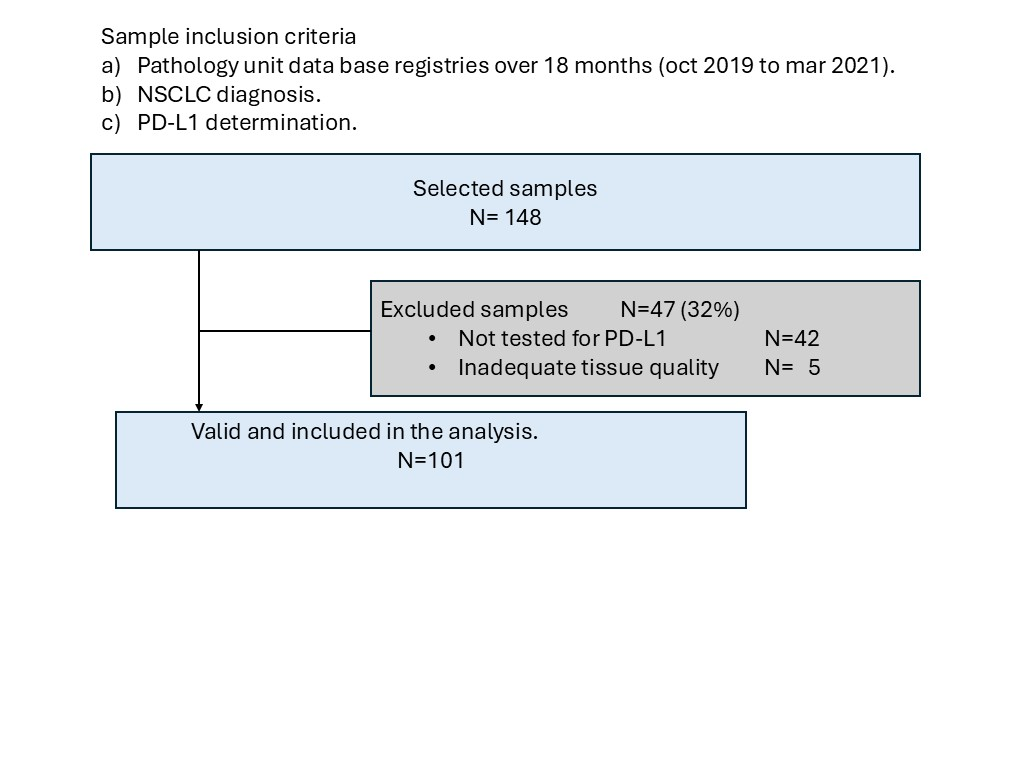 Sample inclusion criteria
a) Pathology unit data base registries over 18 months (oct 2019 to mar 2021).
b) NSCLC diagnosis.
c) PD-L1 determination.
Selected samples
N= 148
Excluded samples N=47 (32%)
• Not tested for PD-L1 N=42
• Inadequate tissue quality N= 5
Valid and included in the analysis.
N=101